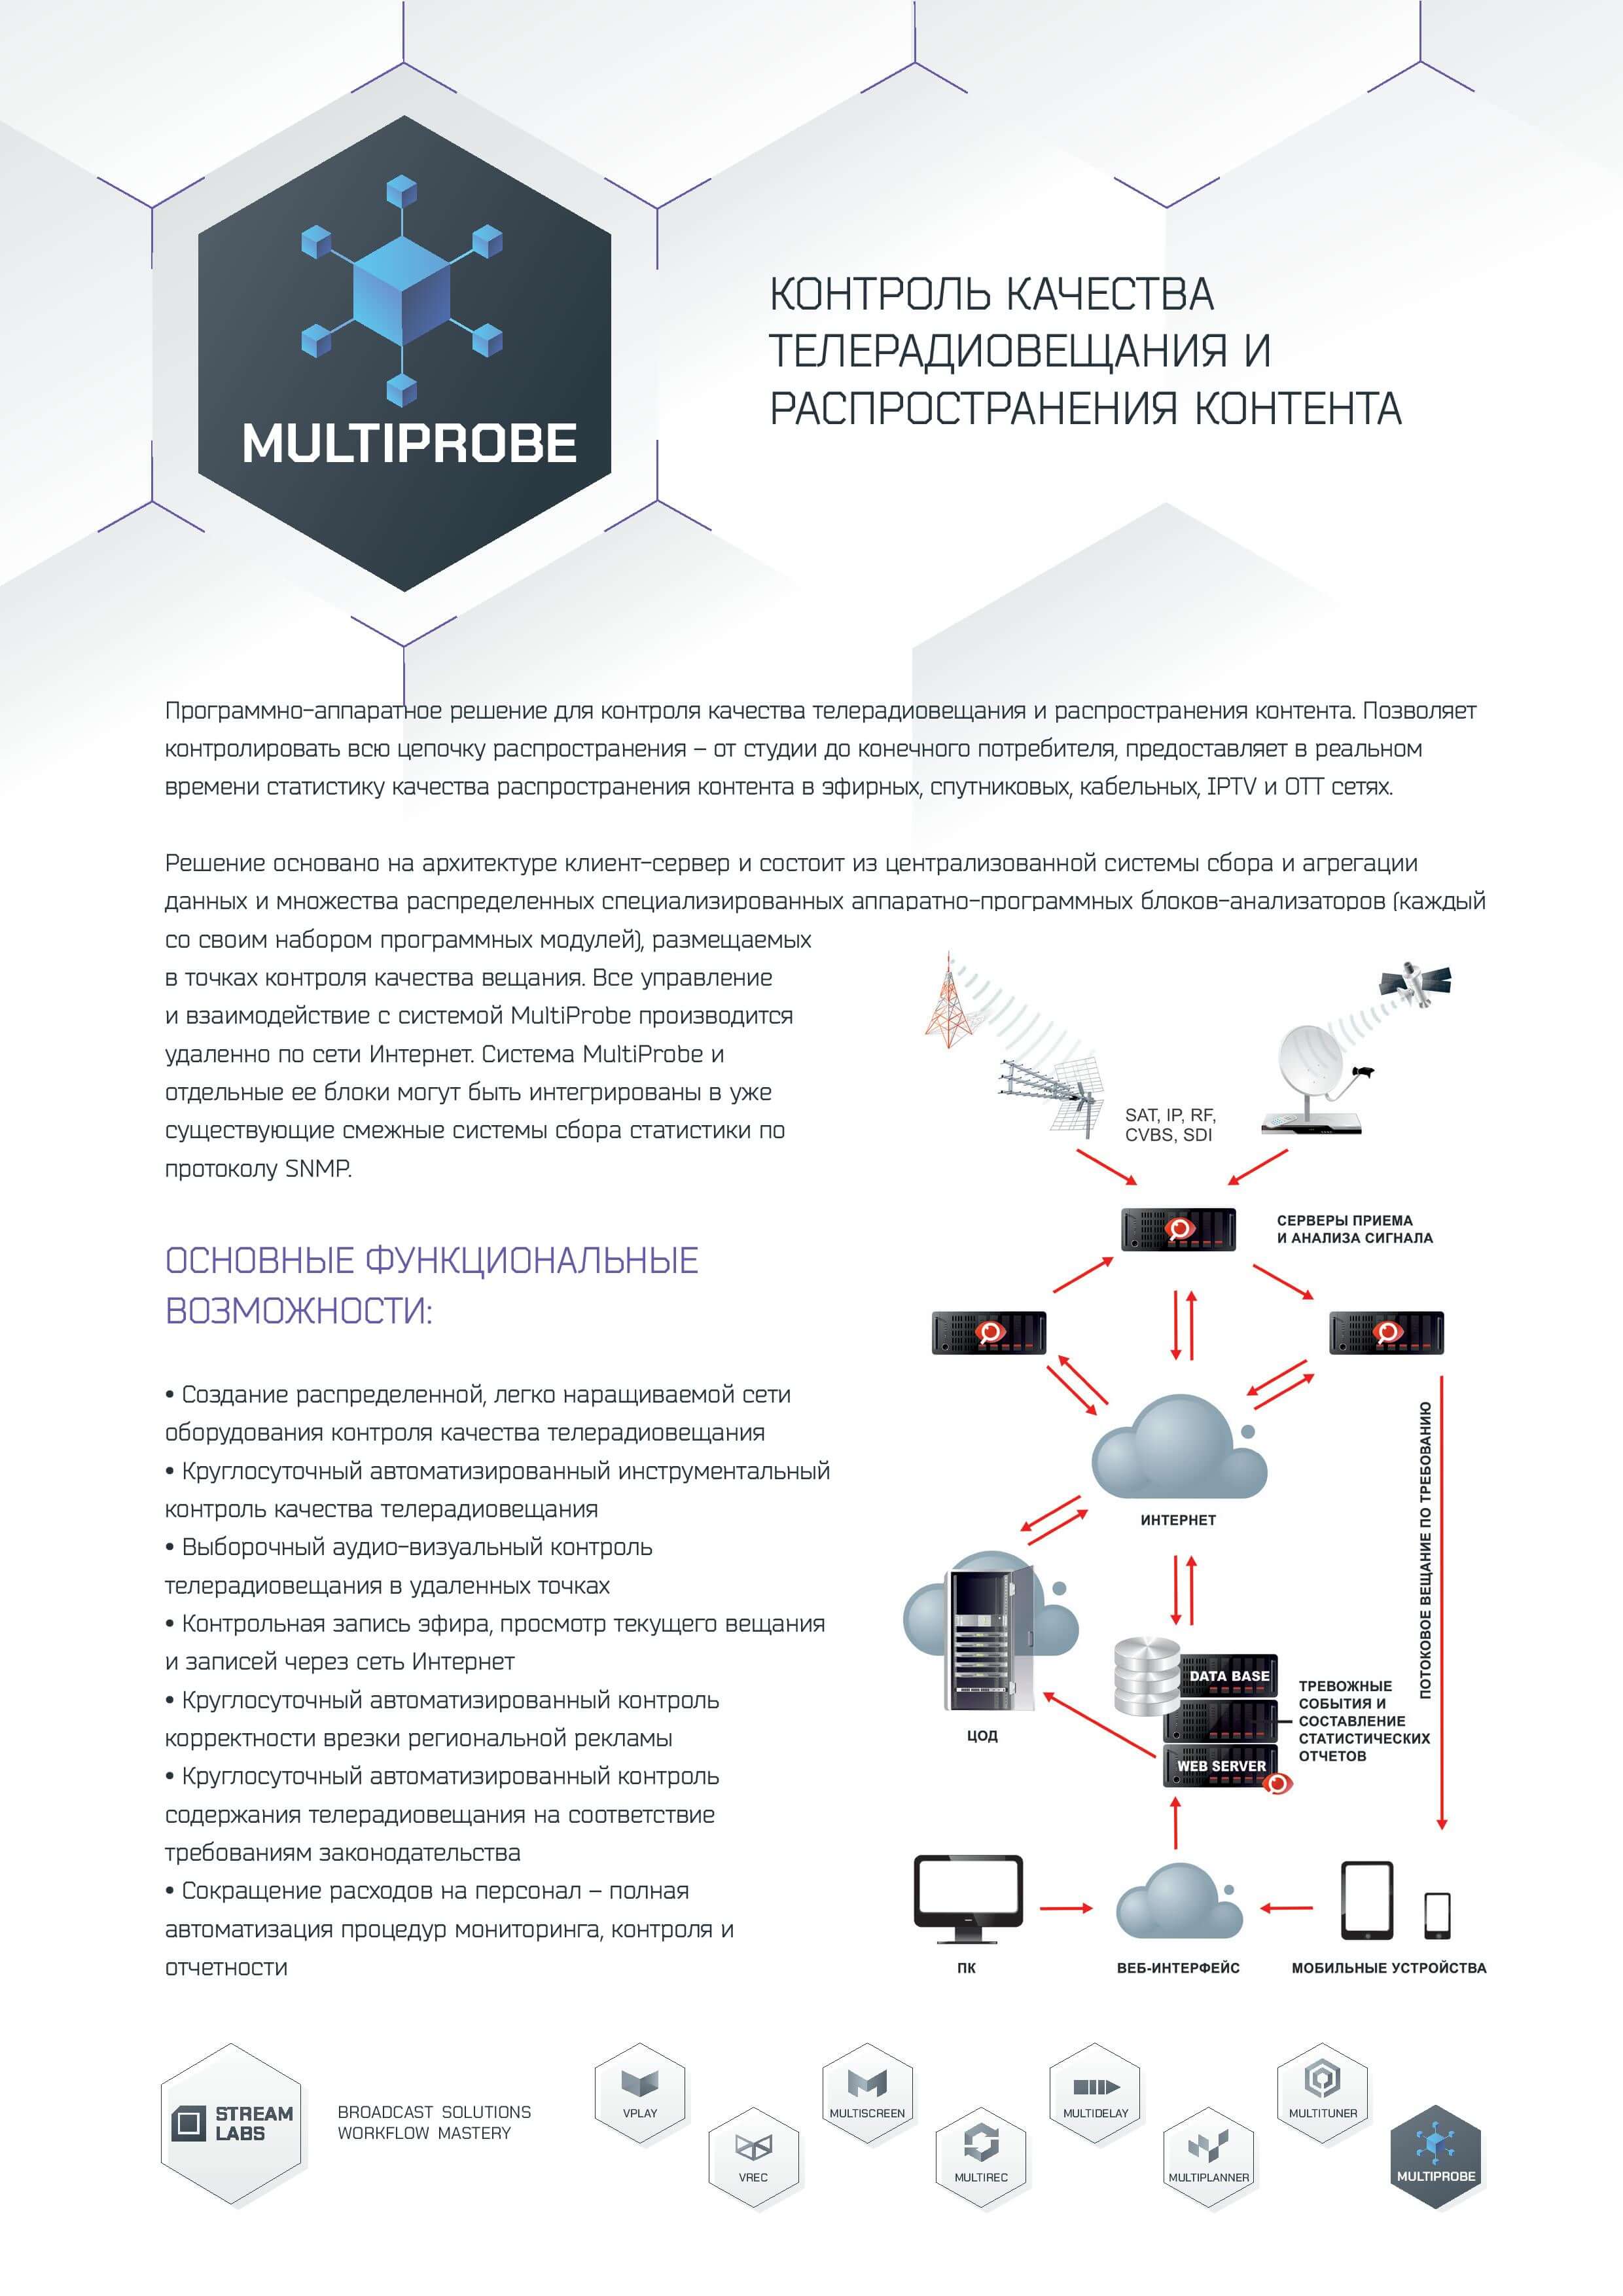 MULTIPROBE
КОНТРОЛЬ КАЧЕСТВА
ТЕЛЕРАДИОВЕЩАНИЯ И
РАСПРОСТРАНЕНИЯ КОНТЕНТА
Программно-аппаратное решение для контроля качества телерадиовещания и распространения контента. Позволяет
контролировать всю цепочку распространения – от студии до конечного потребителя, предоставляет в реальном
времени статистику качества распространения контента в эфирных, спутниковых, кабельных, IPTV и ОТТ сетях.
Решение основано на архитектуре клиент-сервер и состоит из централизованной системы сбора и агрегации
данных и множества распределенных специализированных аппаратно-программных блоков-анализаторов (каждый
со своим набором программных модулей), размещаемых
в точках контроля качества вещания. Все управление
и взаимодействие с системой MultiProbe производится
удаленно по сети Интернет. Система MultiProbe и
отдельные ее блоки могут быть интегрированы в уже
существующие смежные системы сбора статистики по
протоколу SNMP.
ОСНОВНЫЕ ФУНКЦИОНАЛЬНЫЕ
ВОЗМОЖНОСТИ:
• Создание распределенной, легко наращиваемой сети
оборудования контроля качества телерадиовещания
• Круглосуточный автоматизированный инструментальный
контроль качества телерадиовещания
• Выборочный аудио-визуальный контроль
телерадиовещания в удаленных точках
• Контрольная запись эфира, просмотр текущего вещания
и записей через сеть Интернет
• Круглосуточный автоматизированный контроль
корректности врезки региональной рекламы
• Круглосуточный автоматизированный контроль
содержания телерадиовещания на соответствие
требованиям законодательства
• Сокращение расходов на персонал – полная
автоматизация процедур мониторинга, контроля и
отчетности
SAT, IP, RF,
CVBS, SDI
СЕРВЕРЫ ПРИЕМА
И АНАЛИЗА СИГНАЛА
ИНТЕРНЕТ
ПОТОКОВОЕ ВЕЩАНИЕ ПО ТРЕБОВАНИЮ
ЦОД
DATA BASE
WEB SERVER
ТРЕВОЖНЫЕ
СОБЫТИЯ И
СОСТАВЛЕНИЕ
СТАТИСТИЧЕСКИХ
ОТЧЕТОВ
ПК
ВЕБ-ИНТЕРФЕЙС
МОБИЛЬНЫЕ УСТРОЙСТВА
STREAM
LABS
BROADCAST SOLUTIONS
WORKFLOW MASTERY
VPLAY
VREC
MULTISCREEN
MULTIREC
MULTIDELAY
MULTIPLANNER
MULTITUNER
MULTIPROBE